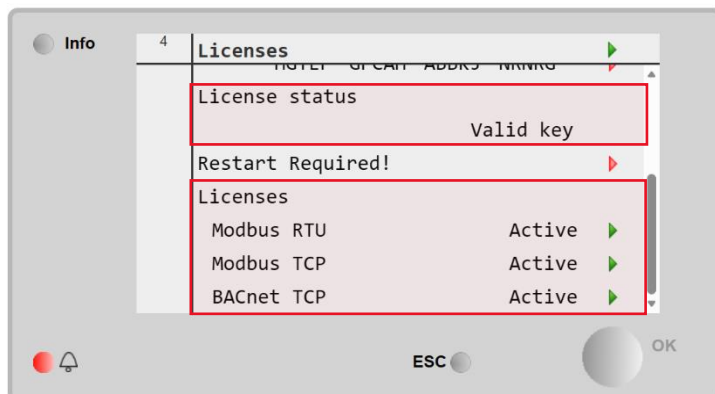 Info
4
Licenses
License status
Valid key
Restart Required!
Licenses
Modbus RTU Active
Modbus TCP Active
BACnet TCP Active
ESC
OK